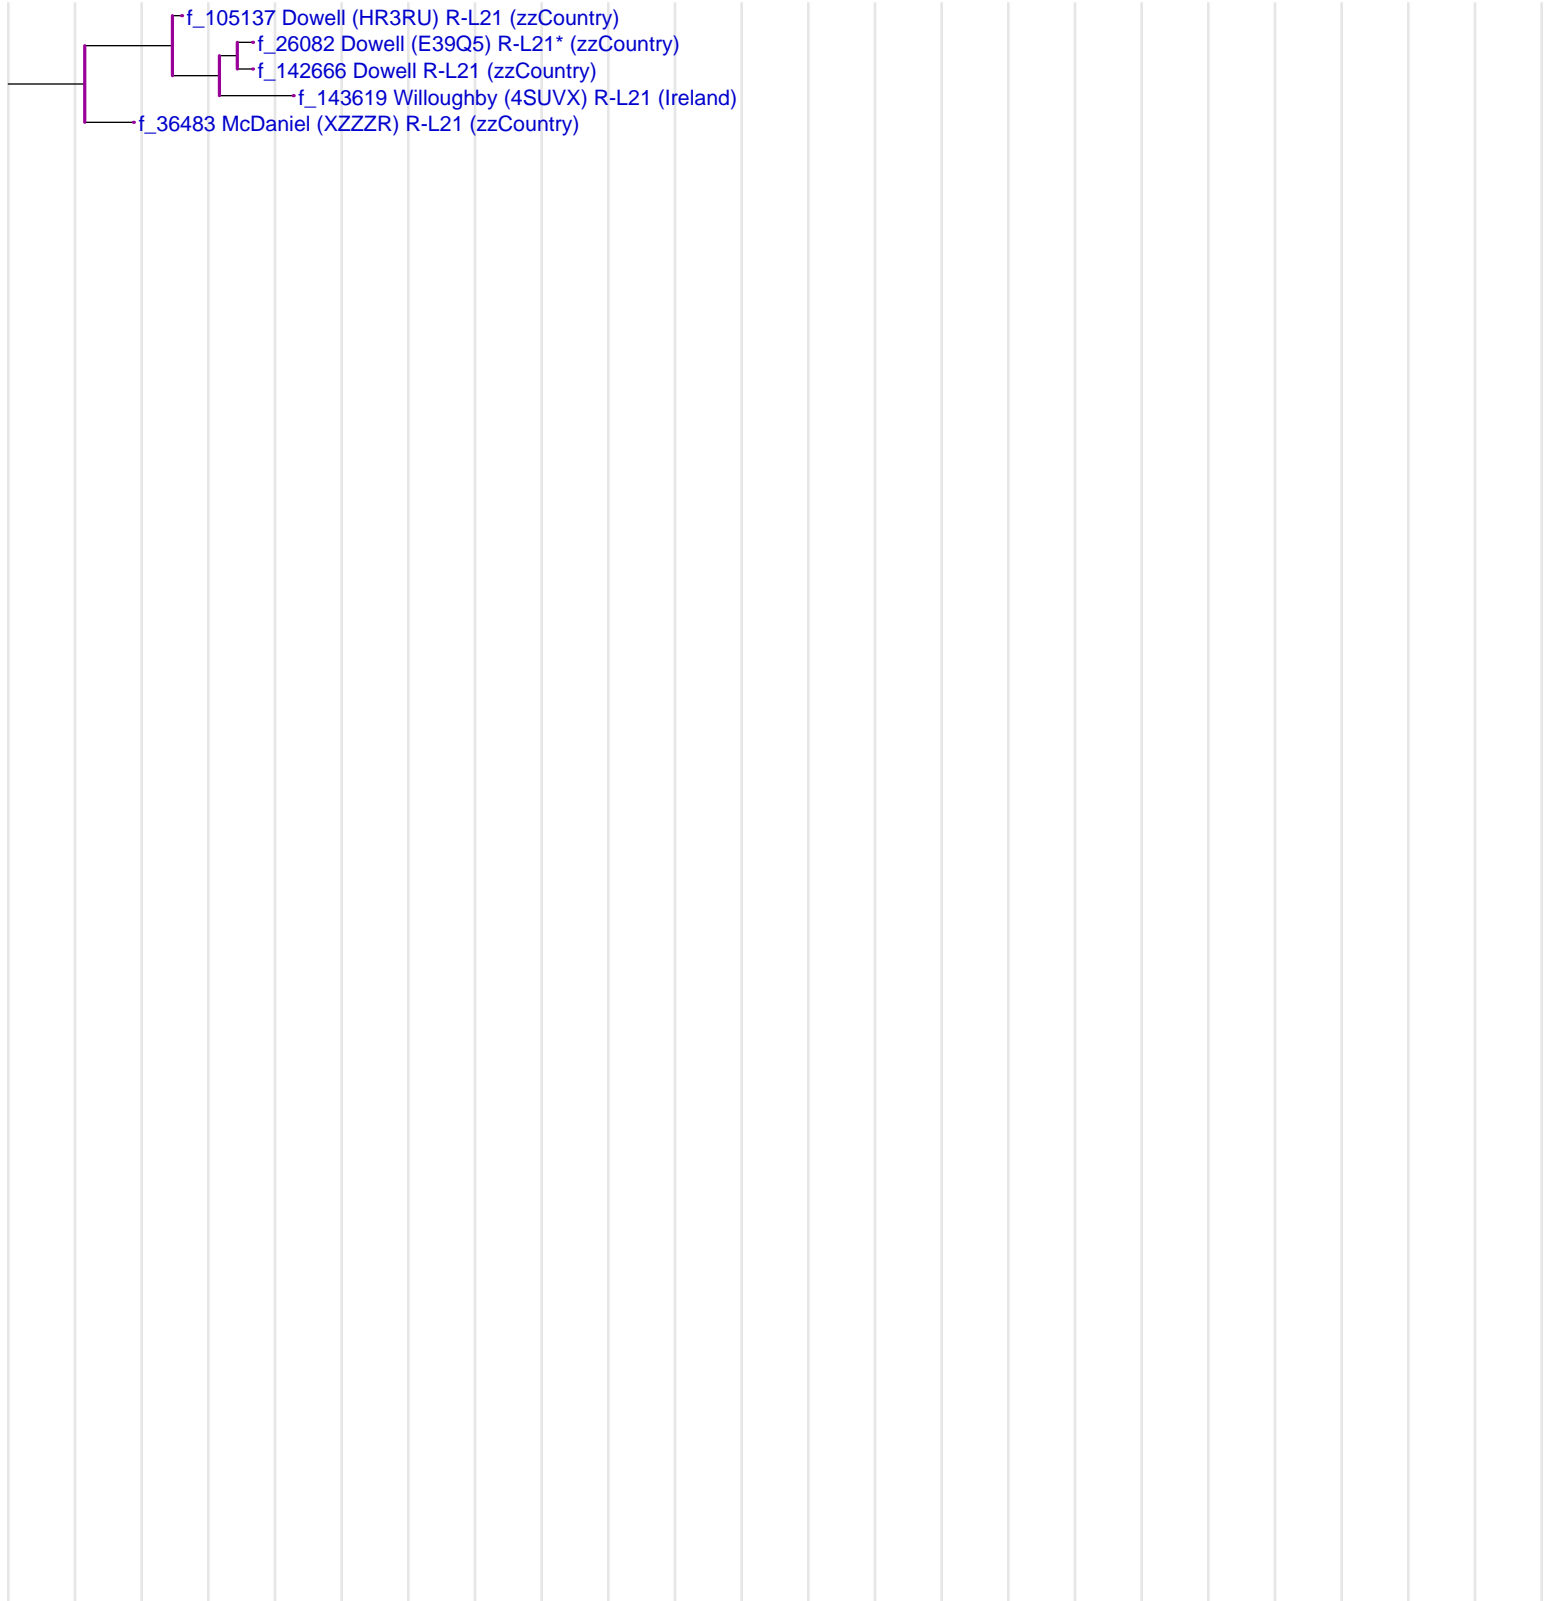 f_105137 Dowell (HR3RU) R-L21 (zzCountry)
f_26082 Dowell (E39Q5) R-L21* (zzCountry)
f_142666 Dowell R-L21 (zzCountry)
f_143619 Willoughby (4SUVX) R-L21 (Ireland)
f_36483 McDaniel (XZZZR) R-L21 (zzCountry)